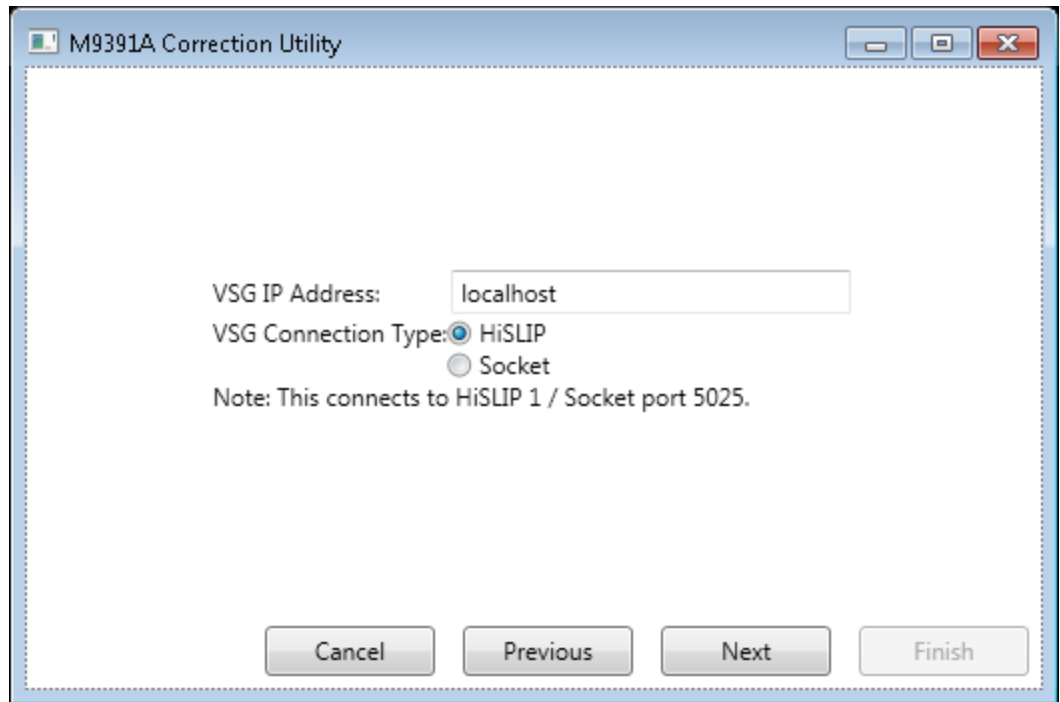 M9391A Correction Utility
VSG IP Address: localhost
VSG Connection Type: HiSLIP
Socket
Note: This connects to HiSLIP 1 / Socket port 5025.
Cancel Previous Next Finish